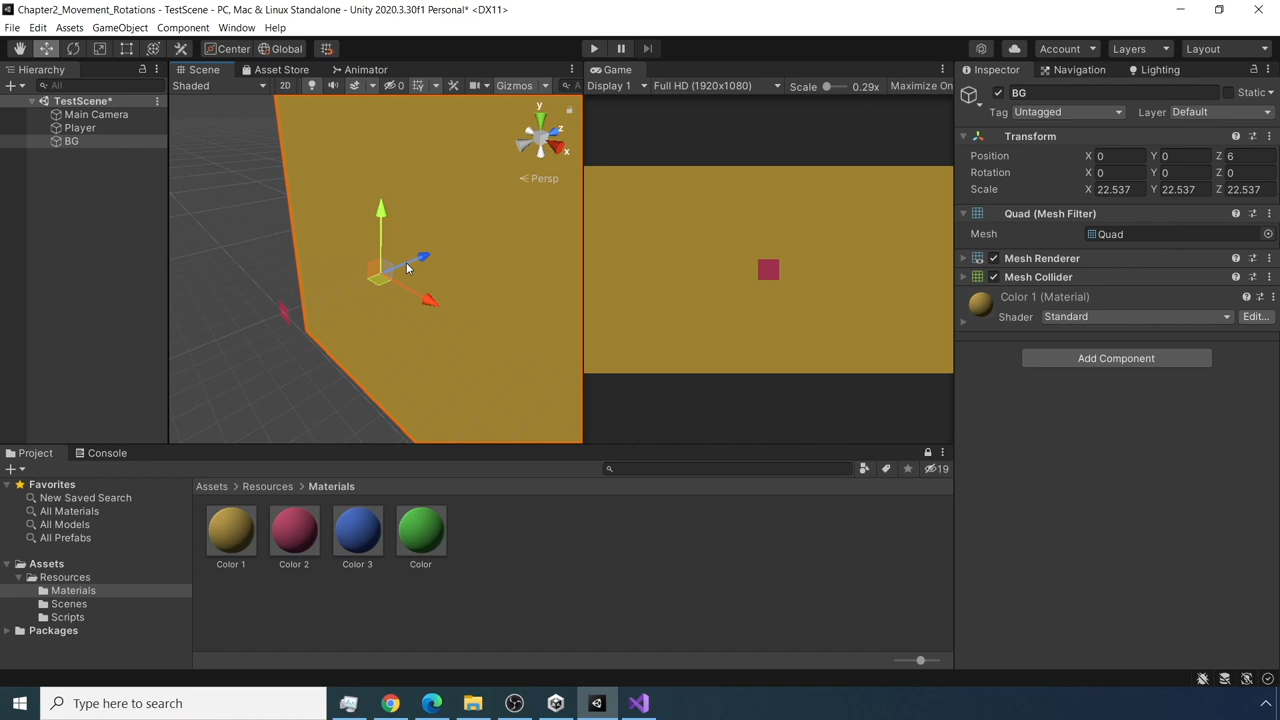 Chapter2_Movement_Rotations - TestScene - PC, Mac & Linux Standalone - Unity 2020.3.30f1 Personal* <DX11>
File Edit Assets GameObject Component Window Help
Center Global Account Layers Layout
Hierarchy Scene Asset Store Animator Game Inspector Navigation Lighting
All Shaded 2D 0 Gizmos A Display 1 Full HD (1920x1080) Scale 0.29x Maximize On BG Static
TestScene*
Main Camera
Player
BG
y
z
x
Persp
Tag Untagged Layer Default
Transform
Position X 0 Y 0 Z 6
Rotation X 0 Y 0 Z 0
Scale X 22.537 Y 22.537 Z 22.537
Quad (Mesh Filter)
Mesh Quad
Mesh Renderer
Mesh Collider
Color 1 (Material)
Shader Standard Edit...
Add Component
Project Console
19
Favorites
New Saved Search
All Materials
All Models
All Prefabs
Assets
Resources
Materials
Scenes
Scripts
Packages
Assets > Resources > Materials
Color 1 Color 2 Color 3 Color
Type here to search